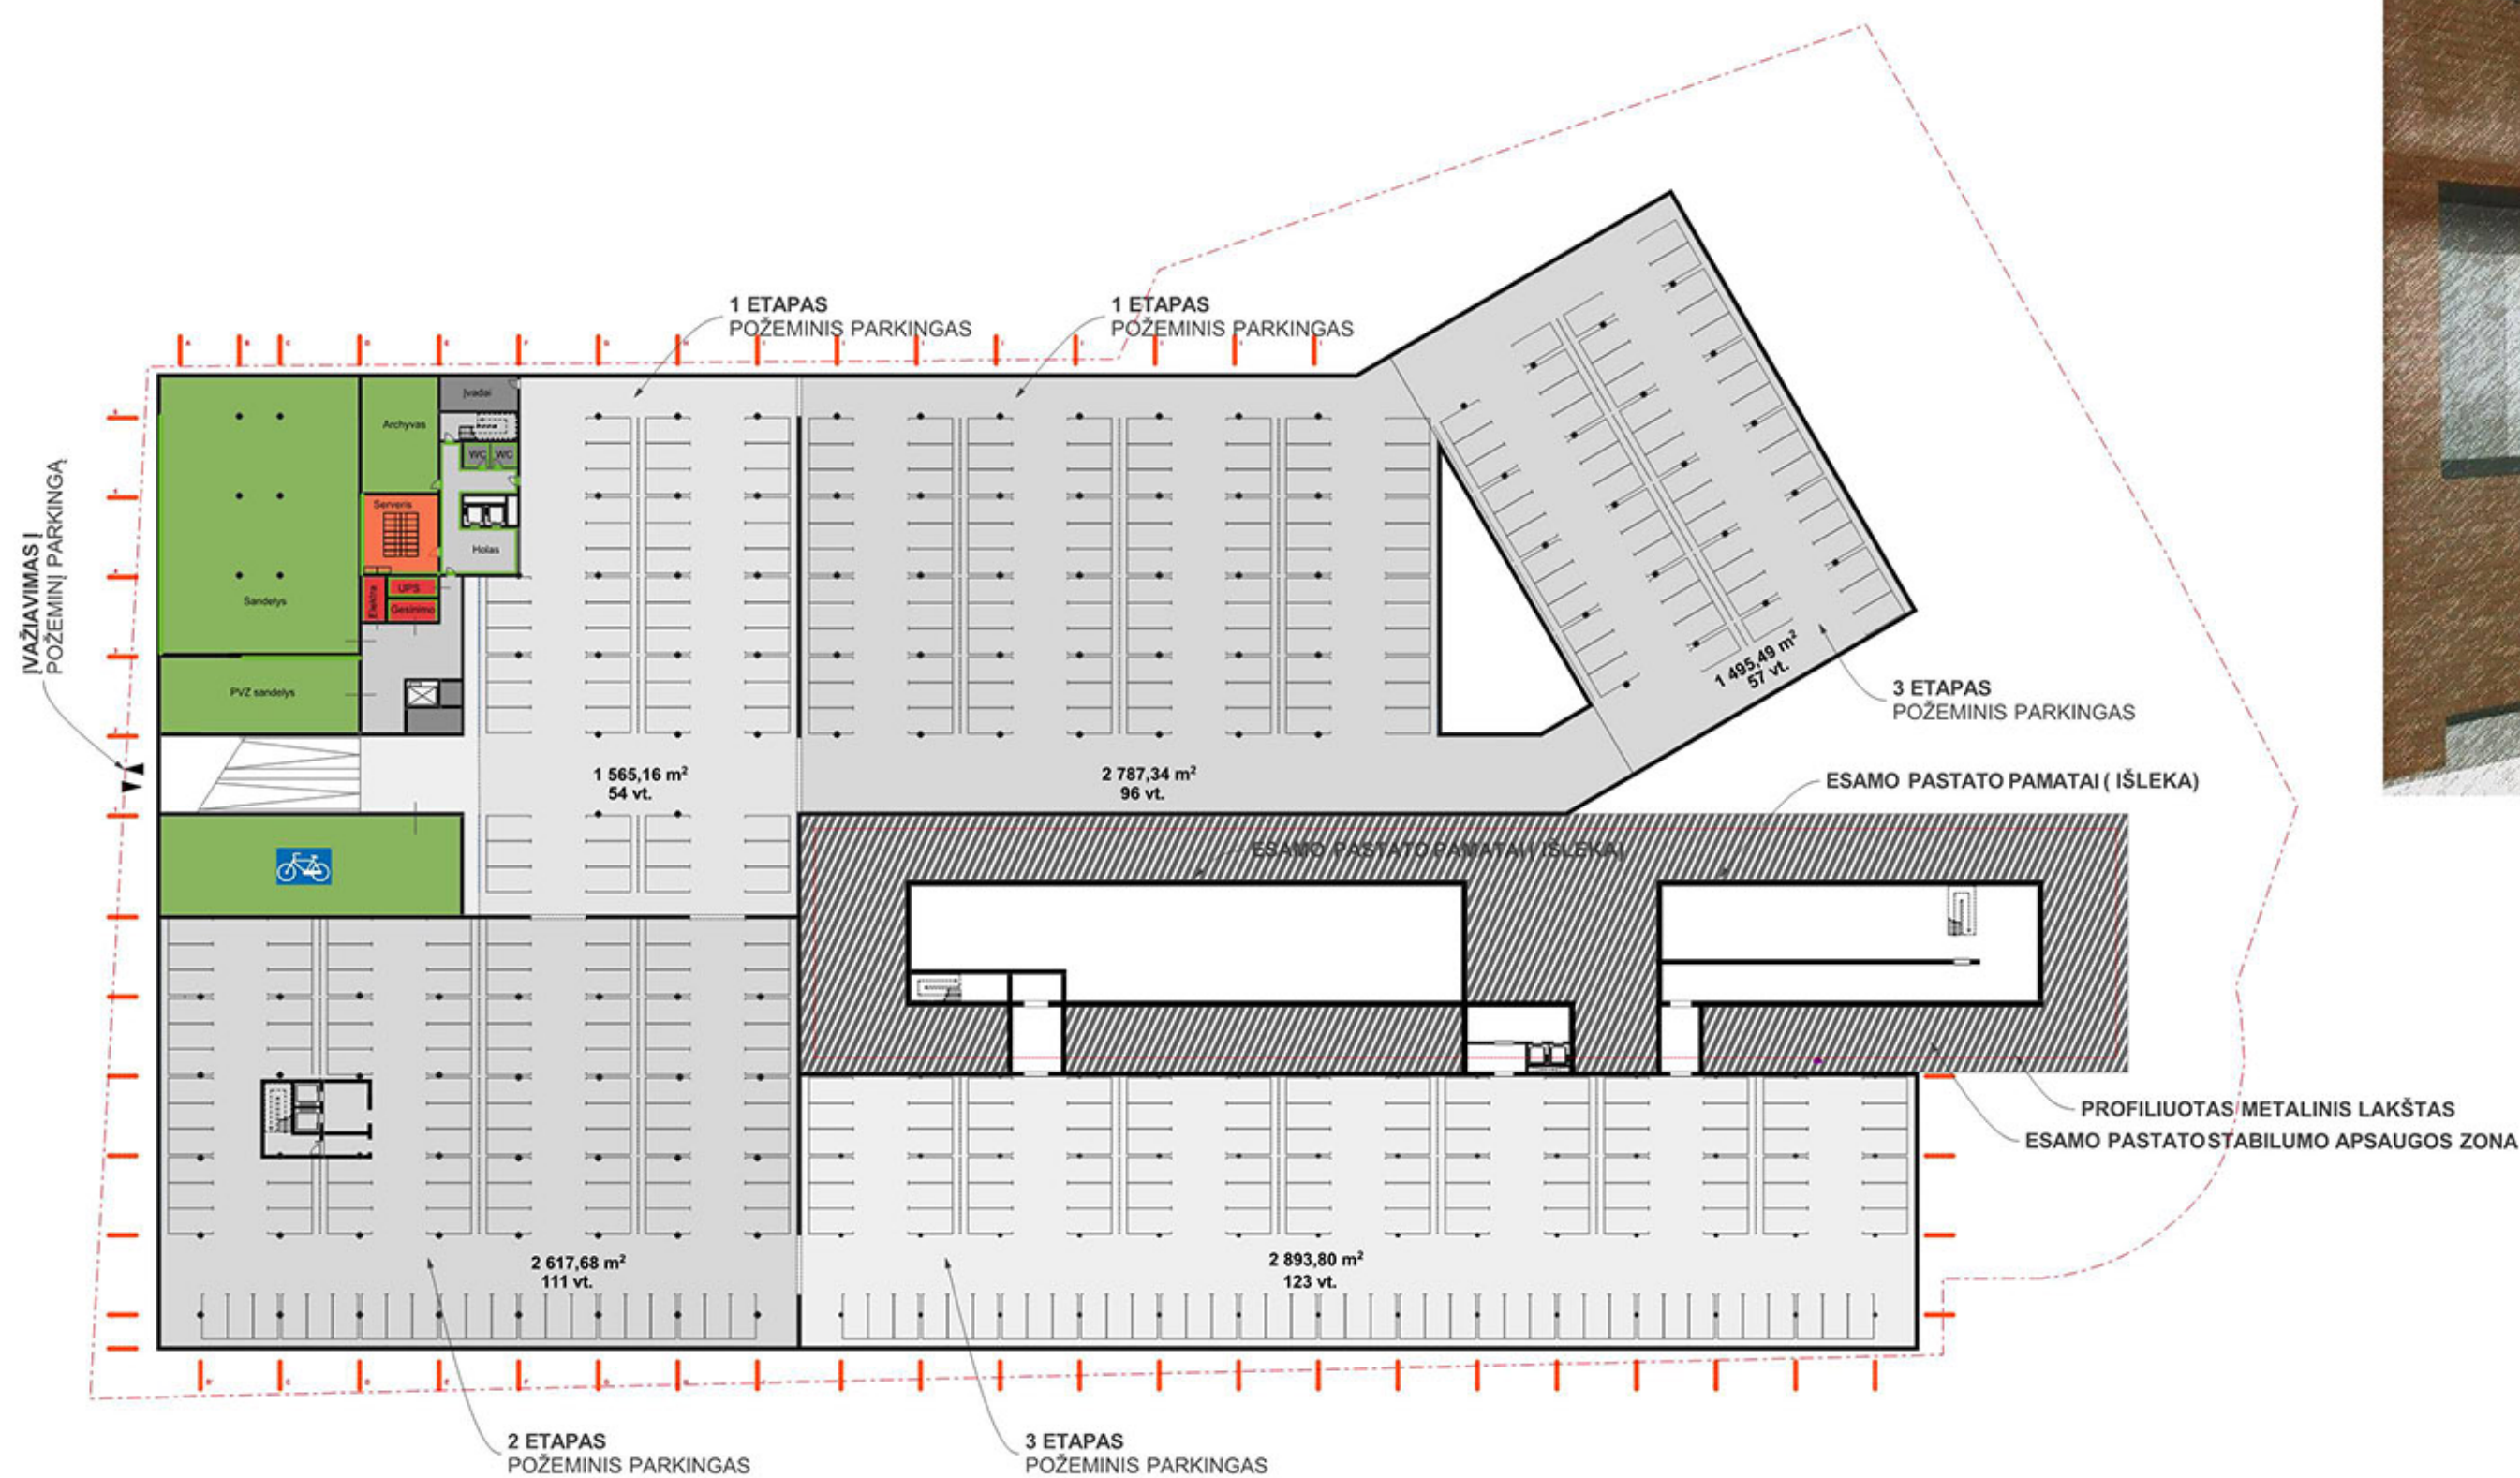 1 ETAPAS
POŽEMINIS PARKINGAS
1 ETAPAS
POŽEMINIS PARKINGAS
A
B
C
D
E
F
G
H
Įvadai
Archyvas
WC
WC
Serveris
Holas
Elektra
UPS
Gesinimo
Sandelys
PVZ sandelys
ĮVAŽIAVIMAS Į
POŽEMINĮ PARKINGĄ
1 565,16 m²
54 vt.
2 787,34 m²
96 vt.
1 495,49 m²
57 vt.
3 ETAPAS
POŽEMINIS PARKINGAS
ESAMO PASTATO PAMATAI ( IŠLEKA)
ESAMO PASTATO PAMATAI ( IŠLEKA)
PROFILIUOTAS METALINIS LAKŠTAS
ESAMO PASTATO STABILUMO APSAUGOS ZONA
2 617,68 m²
111 vt.
2 893,80 m²
123 vt.
2 ETAPAS
POŽEMINIS PARKINGAS
3 ETAPAS
POŽEMINIS PARKINGAS